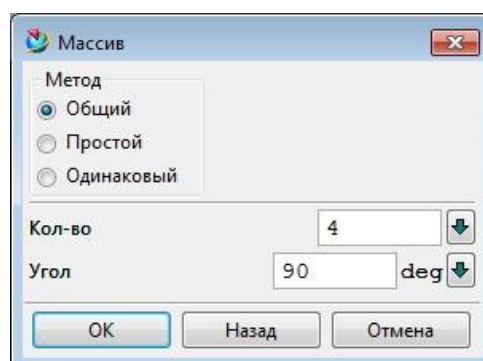 Массив
Метод
Общий
Простой
Одинаковый
Кол-во 4
Угол 90 deg
OK Назад Отмена